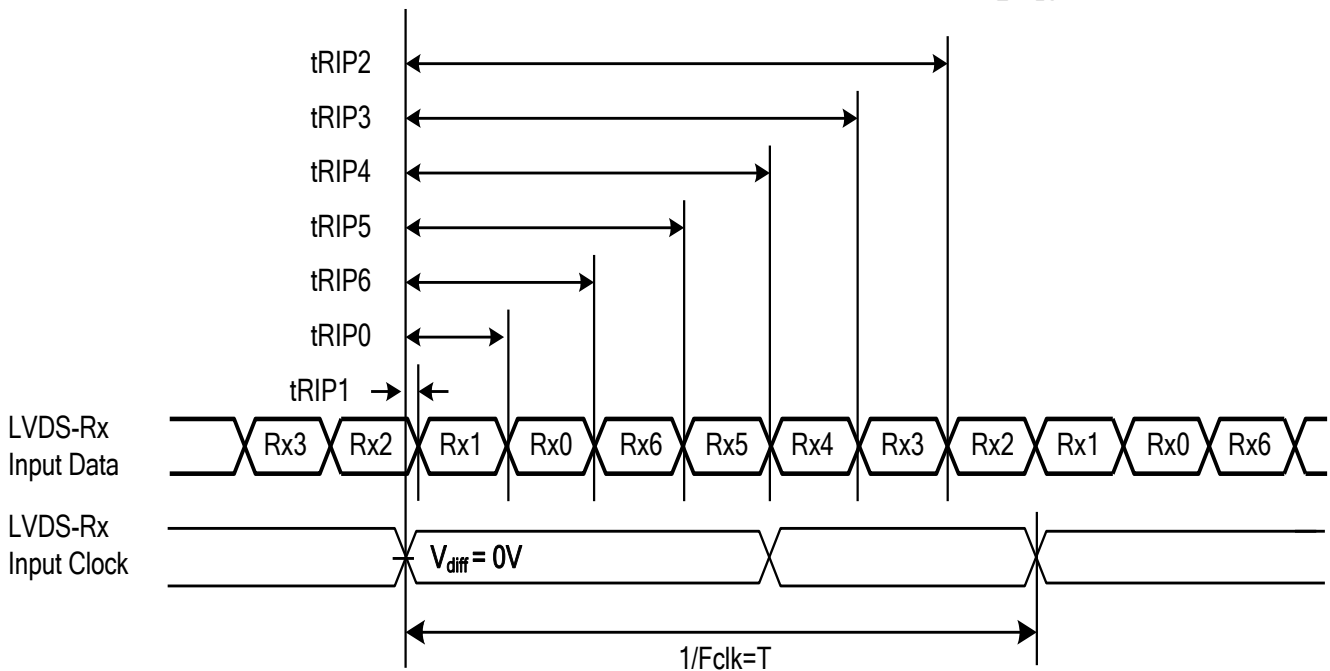 tRIP2
tRIP3
tRIP4
tRIP5
tRIP6
tRIP0
tRIP1
LVDS-Rx
Input Data
Rx3 Rx2 Rx1 Rx0 Rx6 Rx5 Rx4 Rx3 Rx2 Rx1 Rx0 Rx6
LVDS-Rx
Input Clock
Vdiff = 0V
1/Fclk=T